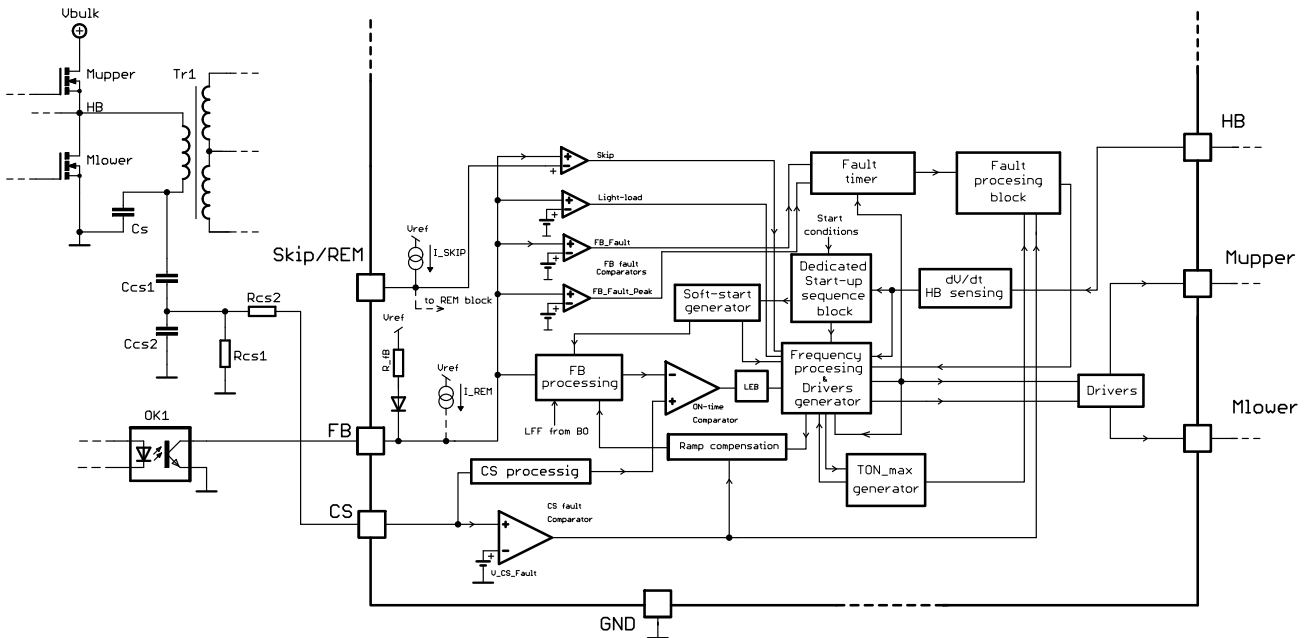 Vbulk
Mupper
Tr1
HB
Mlower
Cs
Skip/REM
Vref
I_SKIP
to REM block
Ccs1
Rcs2
Ccs2
Rcs1
Vref
R_fB
Vref
I_REM
OK1
FB
CS
GND
Skip
Light-load
FB_Fault
FB fault
Comparators
FB_Fault_Peak
Soft-start
generator
FB
processing
LFF from BO
ON-time
Comparator
LEB
CS processig
Ramp compensation
CS fault
Comparator
V_CS_Fault
Fault
timer
Fault
procesing
block
Start
conditions
Dedicated
Start-up
sequence
block
dV/dt
HB sensing
Frequency
procesing
&
Drivers
generator
TON_max
generator
Drivers
HB
Mupper
Mlower